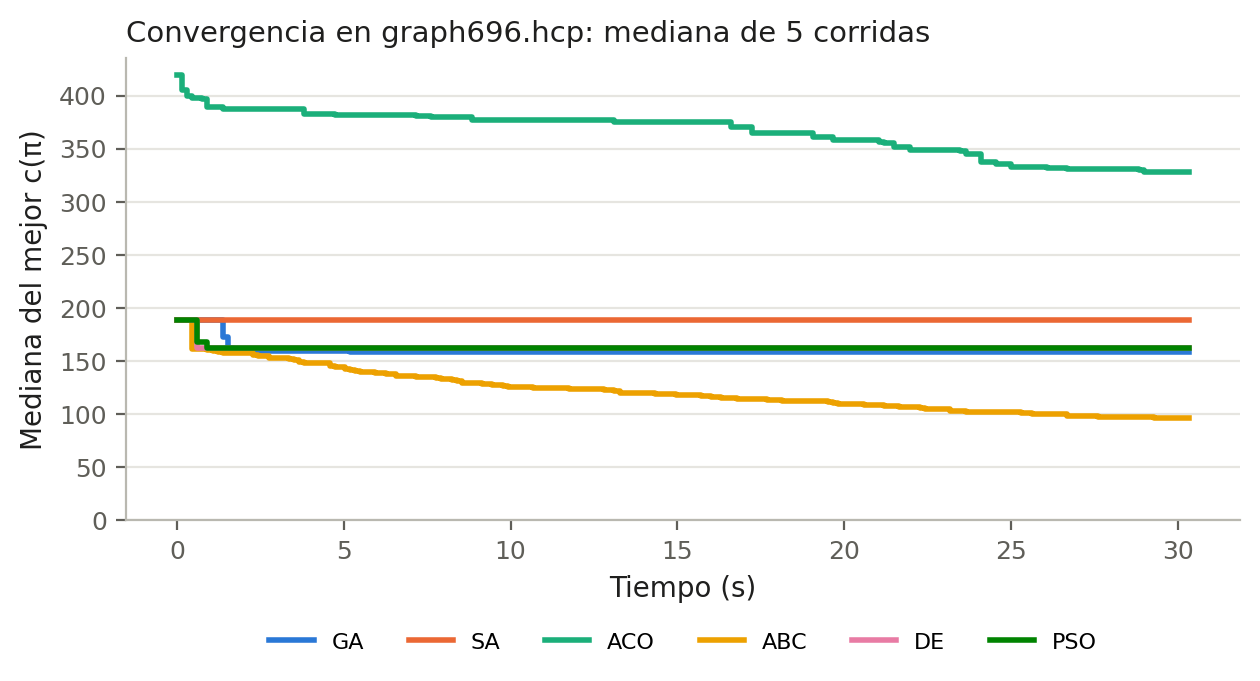 Convergencia en graph696.hcp: mediana de 5 corridas
Mediana del mejor c(π)
400
350
300
250
200
150
100
50
0
0 5 10 15 20 25 30
Tiempo (s)
GA SA ACO ABC DE PSO